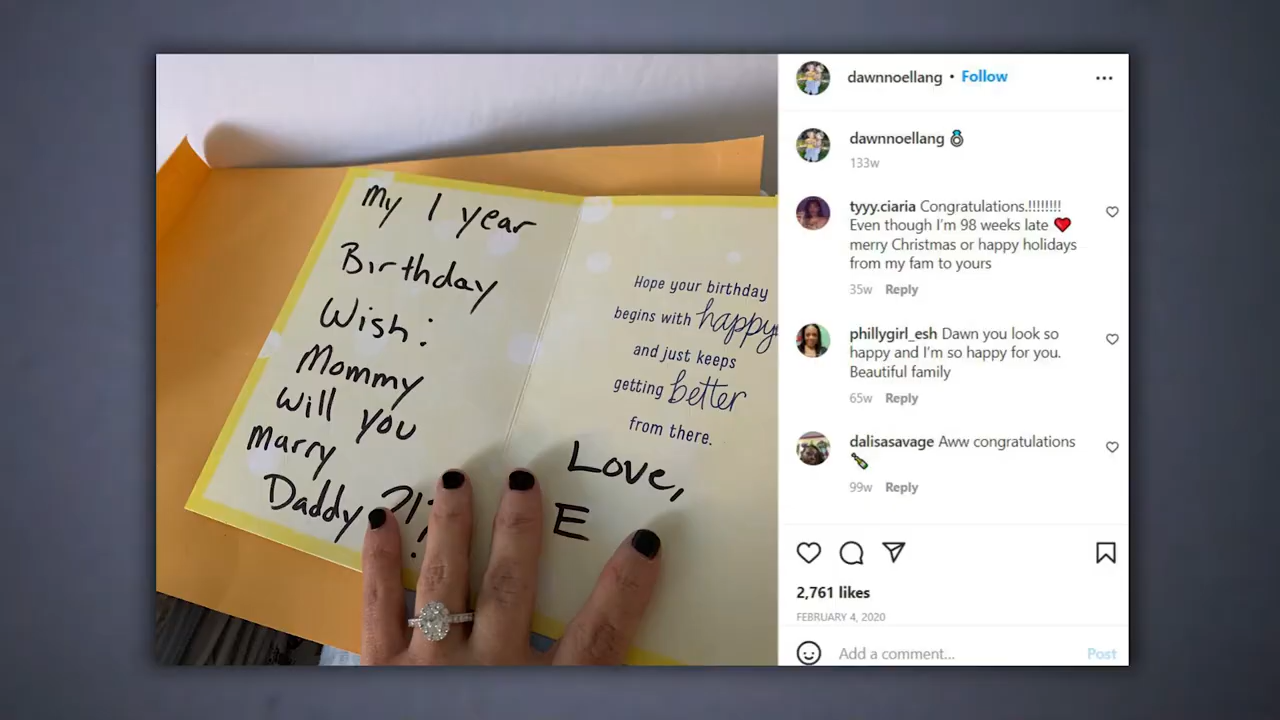 My 1 year
Birthday
Wish:
Mommy
Will you
Marry
Daddy ?!?
Hope your birthday
begins with happy
and just keeps
getting better
from there.
Love,
E
dawnnoellang • Follow
dawnnoellang 💍
133w
tyyy.ciaria Congratulations.!!!!!!!!
Even though I'm 98 weeks late ❤️
merry Christmas or happy holidays
from my fam to yours
35w Reply
phillygirl_esh Dawn you look so
happy and I'm so happy for you.
Beautiful family
65w Reply
dalisasavage Aww congratulations
🍾
99w Reply
2,761 likes
FEBRUARY 4, 2020
Add a comment... Post